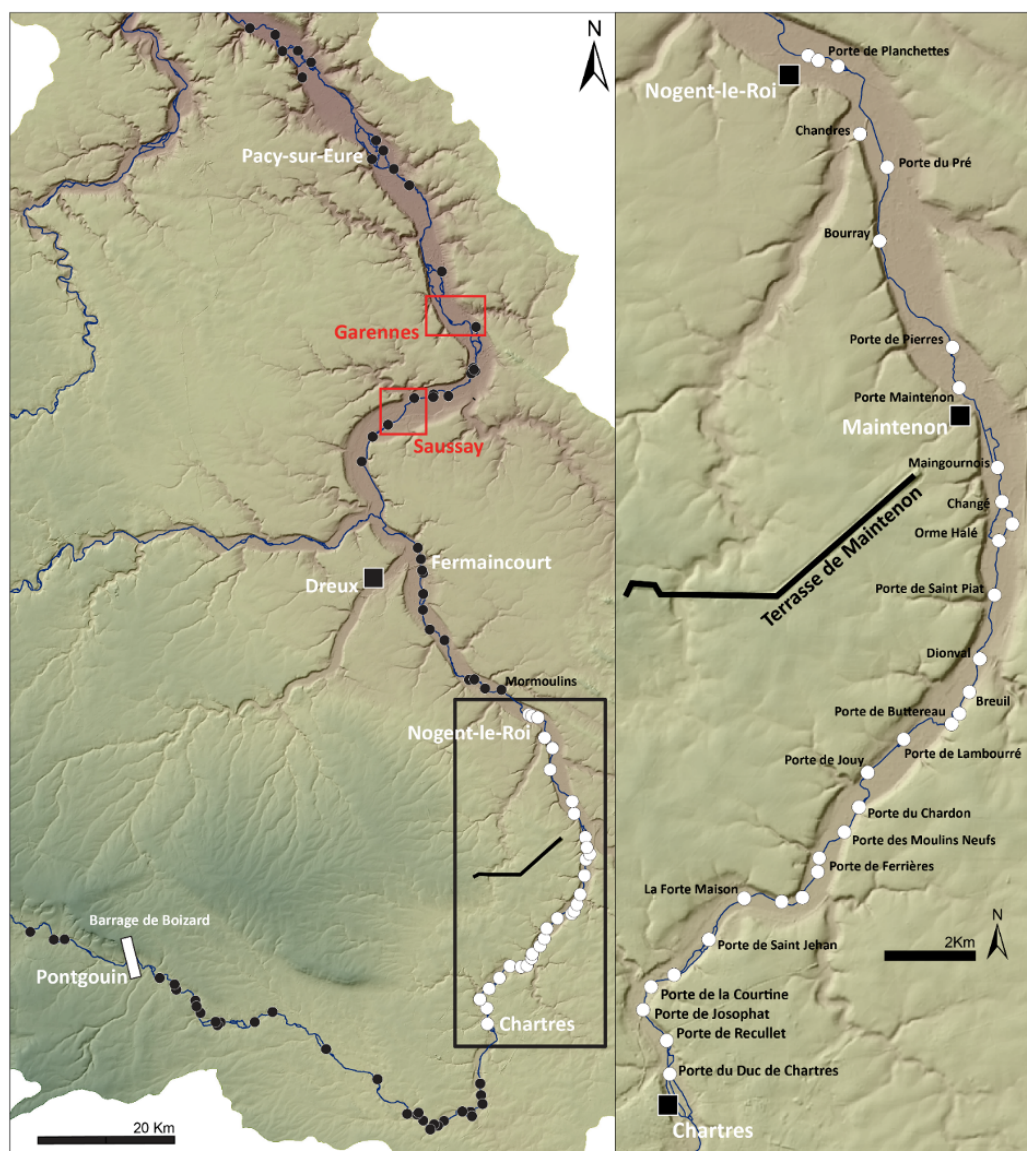 N
Pacy-sur-Eure
Garennes
Saussay
Fermaincourt
Dreux
Mormoulins
Nogent-le-Roi
Barrage de Boizard
Pontgouin
Chartres
20 Km
Porte de Planchettes
Nogent-le-Roi
Chandres
Porte du Pré
Bourray
Porte de Pierres
Porte Maintenon
Maintenon
Maingournois
Changé
Orme Halé
Terrasse de Maintenon
Porte de Saint Piat
Dionval
Breuil
Porte de Buttereau
Porte de Lambourré
Porte de Jouy
Porte du Chardon
Porte des Moulins Neufs
Porte de Ferrières
La Forte Maison
N
2Km
Porte de Saint Jehan
Porte de la Courtine
Porte de Josophat
Porte de Recullet
Porte du Duc de Chartres
Chartres